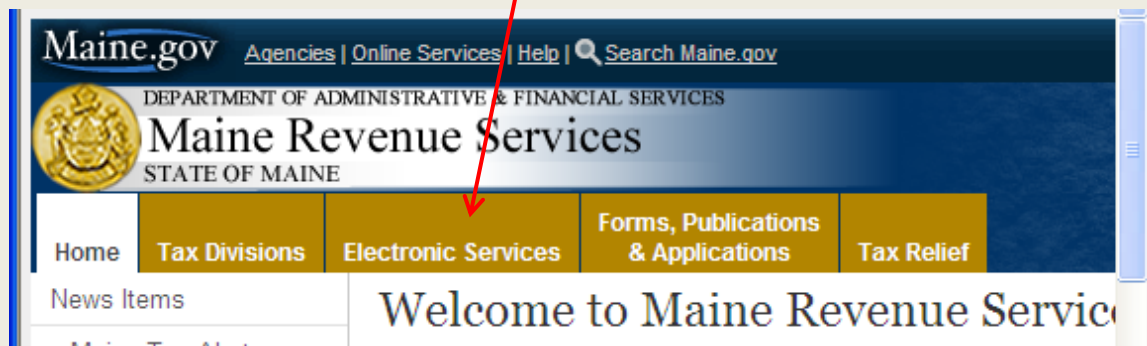 Maine.gov Agencies | Online Services | Help | Search Maine.gov
DEPARTMENT OF ADMINISTRATIVE & FINANCIAL SERVICES
Maine Revenue Services
STATE OF MAINE
Home Tax Divisions Electronic Services Forms, Publications
& Applications Tax Relief
News Items
Welcome to Maine Revenue Servic